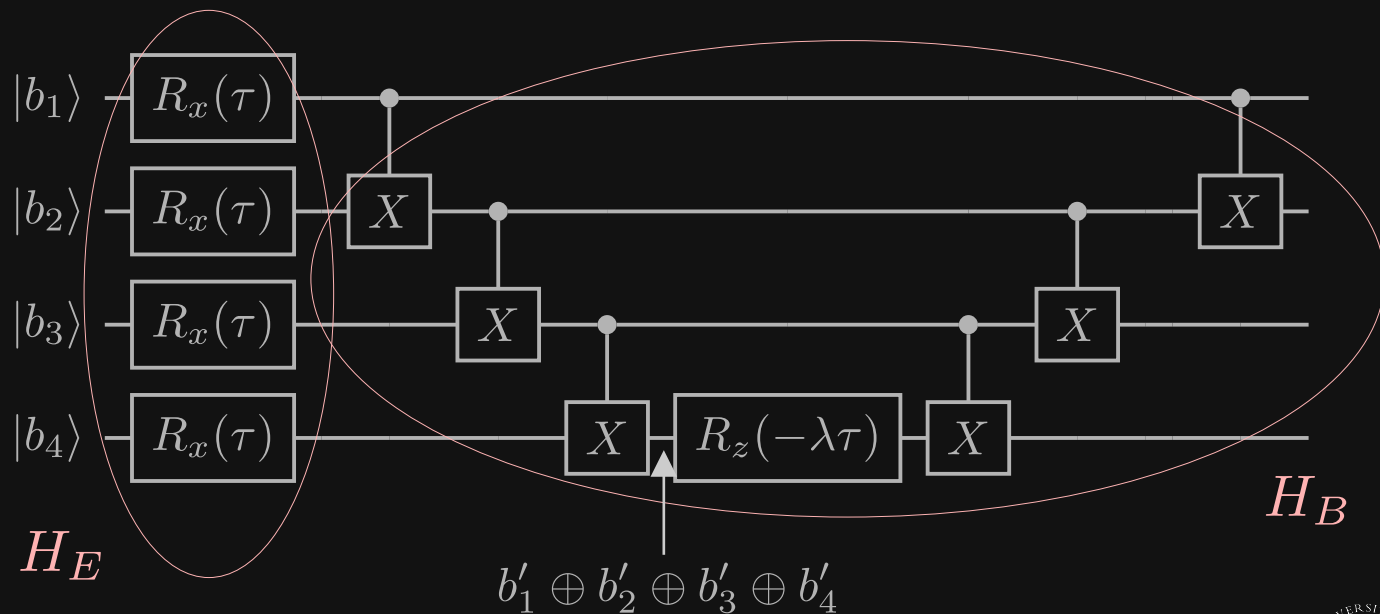 |b₁⟩ Rₓ(τ)
|b₂⟩ Rₓ(τ) X X
|b₃⟩ Rₓ(τ) X X
|b₄⟩ Rₓ(τ) X R_z(−λτ) X
H_B
H_E
b′₁ ⊕ b′₂ ⊕ b′₃ ⊕ b′₄